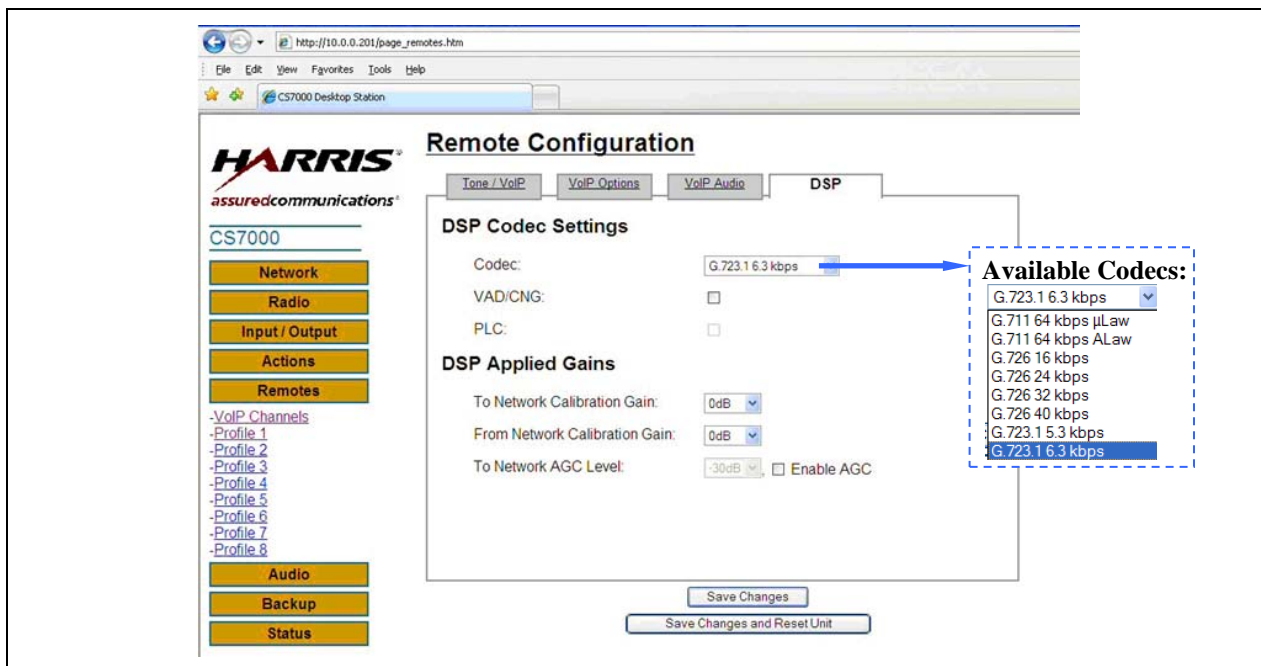 http://10.0.0.201/page_remotes.htm
File Edit View Favorites Tools Help
CS7000 Desktop Station
HARRIS®
assuredcommunications®
CS7000
Network
Radio
Input / Output
Actions
Remotes
-VoIP Channels
-Profile 1
-Profile 2
-Profile 3
-Profile 4
-Profile 5
-Profile 6
-Profile 7
-Profile 8
Audio
Backup
Status
Remote Configuration
Tone / VoIP VoIP Options VoIP Audio DSP
DSP Codec Settings
Codec: G.723.1 6.3 kbps
VAD/CNG:
PLC:
DSP Applied Gains
To Network Calibration Gain: 0dB
From Network Calibration Gain: 0dB
To Network AGC Level: -30dB , Enable AGC
Save Changes
Save Changes and Reset Unit
Available Codecs:
G.723.1 6.3 kbps
G.711 64 kbps µLaw
G.711 64 kbps ALaw
G.726 16 kbps
G.726 24 kbps
G.726 32 kbps
G.726 40 kbps
G.723.1 5.3 kbps
G.723.1 6.3 kbps